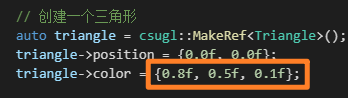 // 创建一个三角形
auto triangle = csugl::MakeRef<Triangle>();
triangle->position = {0.0f, 0.0f};
triangle->color = {0.8f, 0.5f, 0.1f};